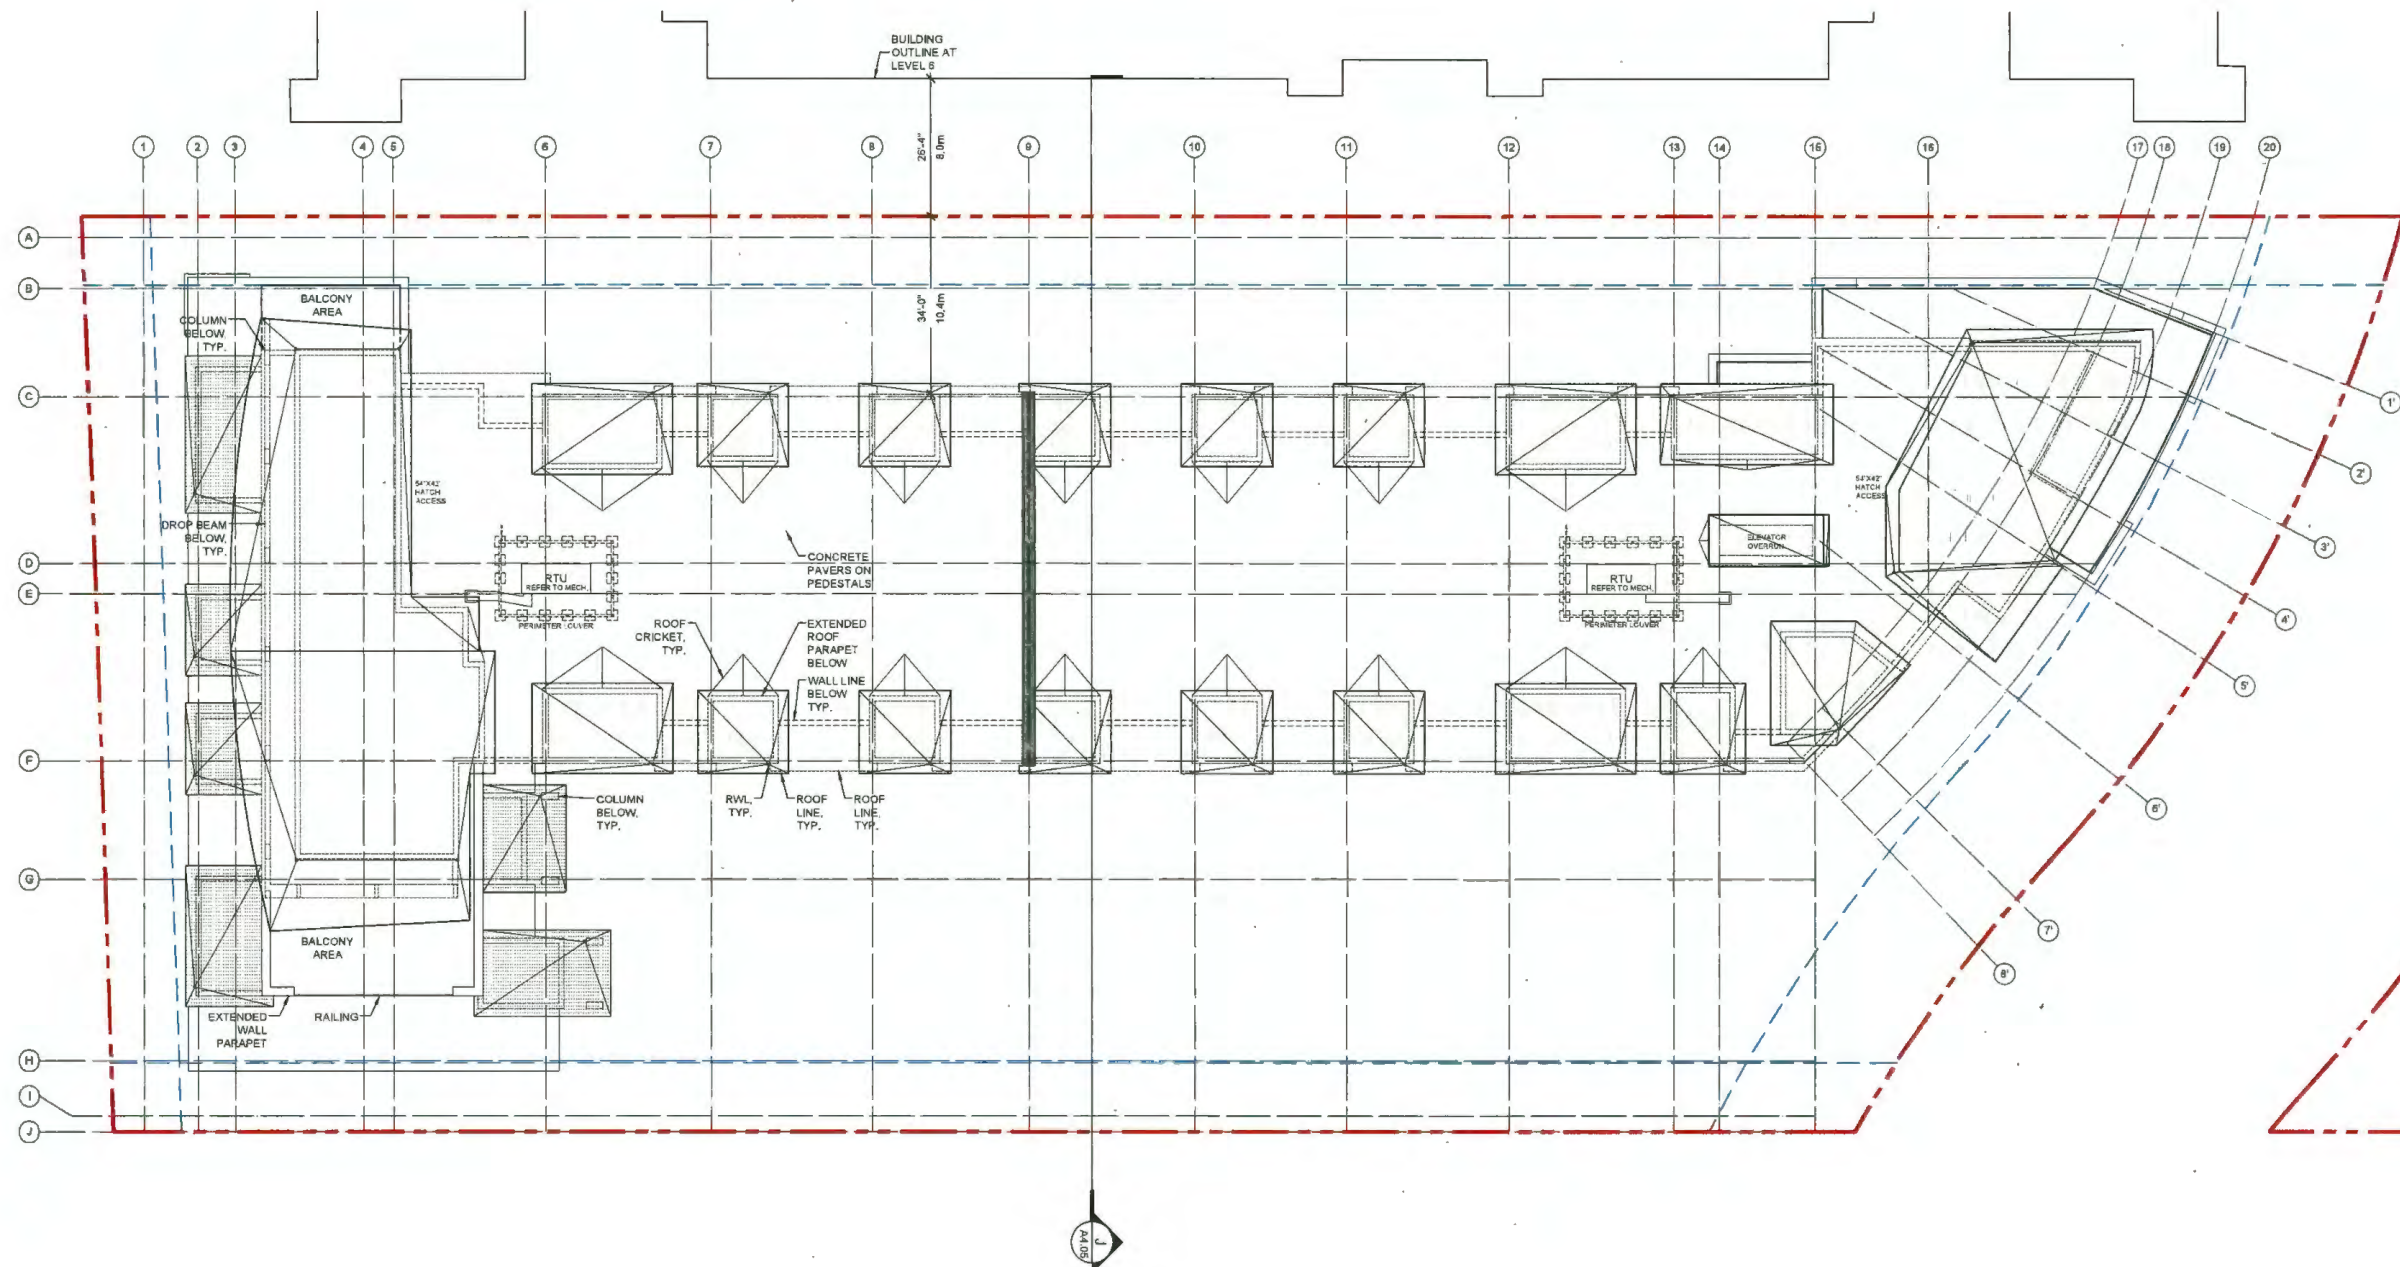 BUILDING
OUTLINE AT
LEVEL 6
26'-4"
8.0m
1
2
3
4
5
6
7
8
9
10
11
12
13
14
15
16
17
18
19
20
A
B
C
D
E
F
G
H
I
J
1'
2'
3'
4'
5'
6'
7'
8'
34'-0"
10.4m
BALCONY
AREA
COLUMN
BELOW,
TYP.
54"X42"
HATCH
ACCESS
54"X42"
HATCH
ACCESS
DROP BEAM
BELOW,
TYP.
CONCRETE
PAVERS ON
PEDESTALS
ELEVATOR
OVERRUN
RTU
REFER TO MECH.
PERIMETER LOUVER
RTU
REFER TO MECH.
PERIMETER LOUVER
ROOF
CRICKET,
TYP.
EXTENDED
ROOF
PARAPET
BELOW
WALL LINE
BELOW
TYP.
COLUMN
BELOW,
TYP.
RWL,
TYP.
ROOF
LINE,
TYP.
ROOF
LINE,
TYP.
BALCONY
AREA
EXTENDED
WALL
PARAPET
RAILING
J
A4.05